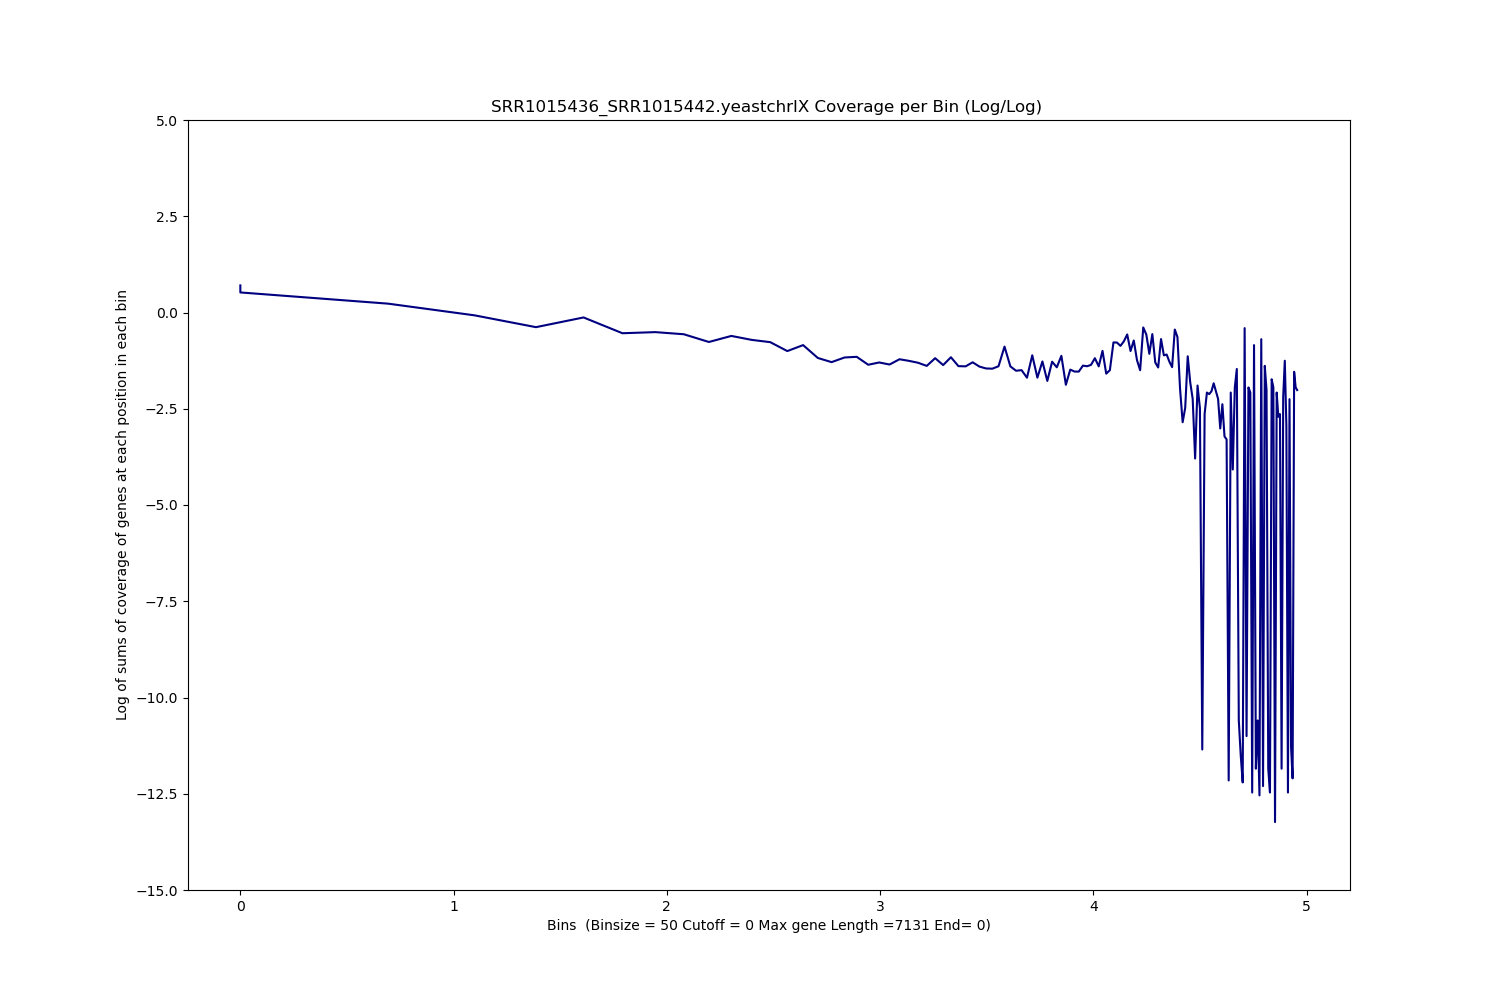 SRR1015436_SRR1015442.yeastchrIX Coverage per Bin (Log/Log)
Log of sums of coverage of genes at each position in each bin
5.0
2.5
0.0
−2.5
−5.0
−7.5
−10.0
−12.5
−15.0
0 1 2 3 4 5
Bins  (Binsize = 50 Cutoff = 0 Max gene Length =7131 End= 0)